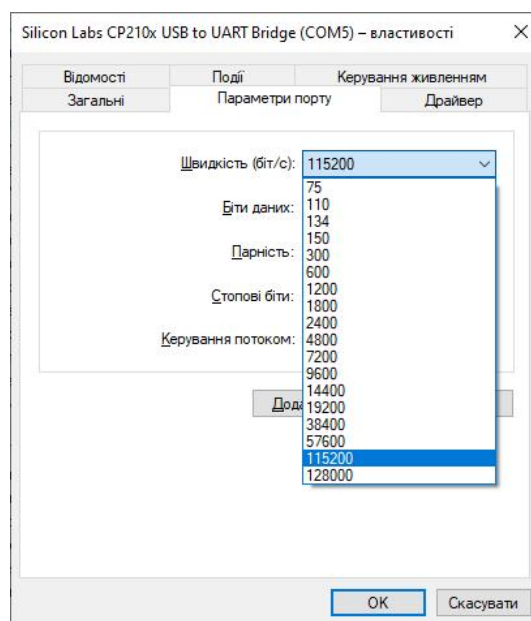 Silicon Labs CP210x USB to UART Bridge (COM5) – властивості
Відомості Події Керування живленням
Загальні Параметри порту Драйвер
Швидкість (біт/с): 115200
75
Біти даних: 110
134
150
Парність: 300
600
1200
Стопові біти: 1800
2400
Керування потоком: 4800
7200
9600
14400
19200
38400
57600
115200
128000
OK Скасувати